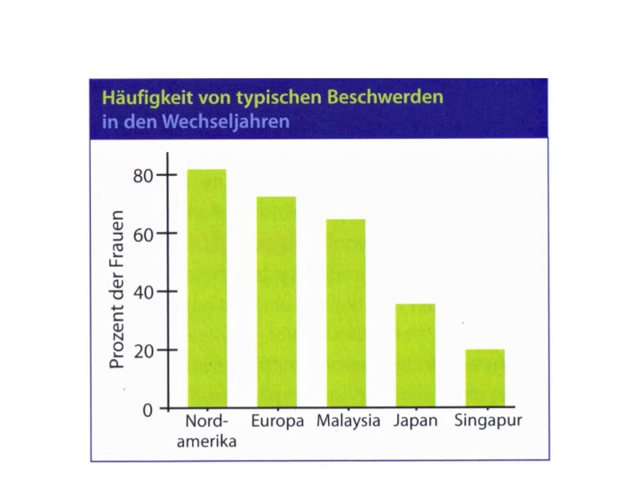 Häufigkeit von typischen Beschwerden
in den Wechseljahren
Prozent der Frauen
80
60
40
20
0
Nord-
amerika
Europa
Malaysia
Japan
Singapur